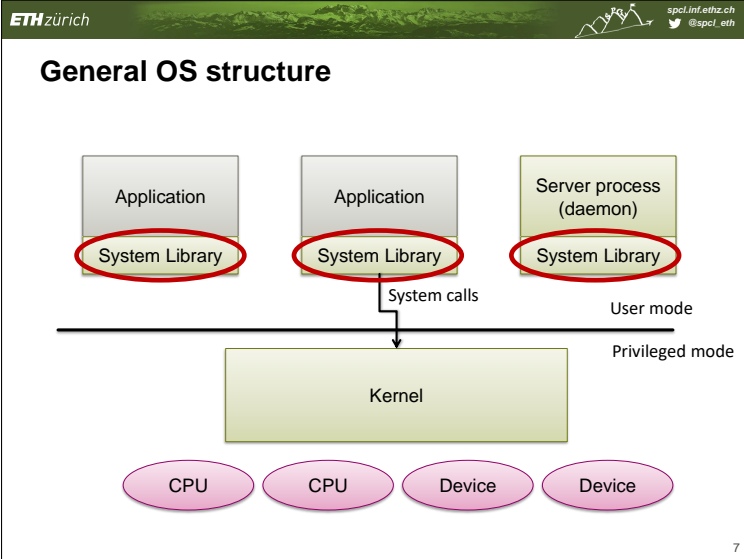 ETH zürich
spcl.inf.ethz.ch
@spcl_eth
General OS structure
Application
Application
Server process
(daemon)
System Library
System Library
System Library
System calls
User mode
Privileged mode
Kernel
CPU
CPU
Device
Device
7